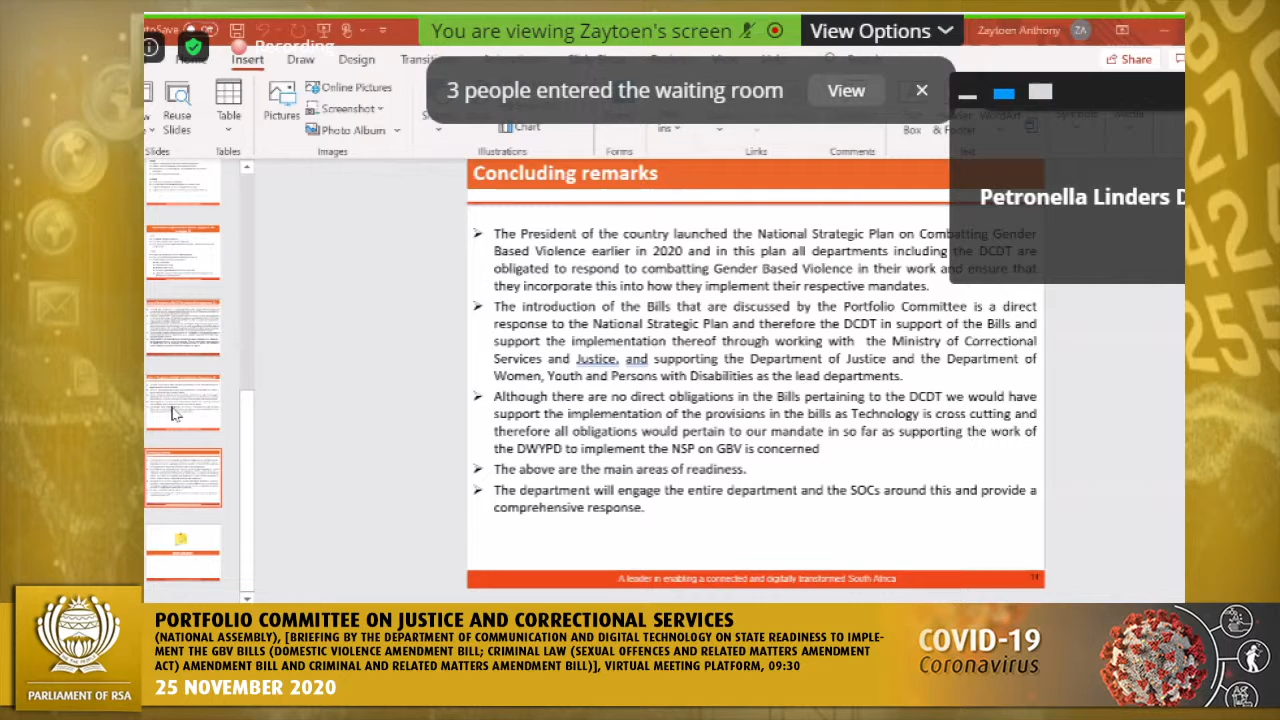 AutoSave
You are viewing Zaytoen's screen
View Options
Zaytoen Anthony
ZA
Recording
Home
Insert
Draw
Design
Share
3 people entered the waiting room
View
Reuse
Slides
Table
Pictures
Online Pictures
Screenshot
Photo Album
Chart
Box
Slides
Tables
Images
Illustrations
Forms
Links
Comments
Text
Petronella Linders D
Concluding remarks
The President of the country launched the National Strategic Plan on Combatting Gender
Based Violence earlier in 2020 and in this plan all departments including the DCDT are
obligated to assist in combatting Gender Based Violence in their work and ensure that
they incorporate this into how they implement their respective mandates.
The introduction of the Bills that are discussed by the Portfolio Committee is a direct
response to the National Strategic Plan and therefore the DCDT is support of the Bills and
support the implementation thereof through working with the Ministry of Correctional
Services and Justice, and supporting the Department of Justice and the Department of
Women, Youth and Persons with Disabilities as the lead departments.
Although there are no direct obligations in the Bills pertaining to the DCDT we would have
support the implementation of the provisions in the bills as Technology is cross cutting and
therefore all obligations would pertain to our mandate in so far as supporting the work of
the DWYPD to implement the NSP on GBV is concerned
The above are the main areas of readiness.
The department will engage the entire department and the SOCs around this and provide a
comprehensive response.
A leader in enabling a connected and digitally transformed South Africa
PARLIAMENT OF RSA
PORTFOLIO COMMITTEE ON JUSTICE AND CORRECTIONAL SERVICES
(NATIONAL ASSEMBLY), [BRIEFING BY THE DEPARTMENT OF COMMUNICATION AND DIGITAL TECHNOLOGY ON STATE READINESS TO IMPLE-
MENT THE GBV BILLS (DOMESTIC VIOLENCE AMENDMENT BILL; CRIMINAL LAW (SEXUAL OFFENCES AND RELATED MATTERS AMENDMENT
ACT) AMENDMENT BILL AND CRIMINAL AND RELATED MATTERS AMENDMENT BILL)], VIRTUAL MEETING PLATFORM, 09:30
25 NOVEMBER 2020
COVID-19
Coronavirus